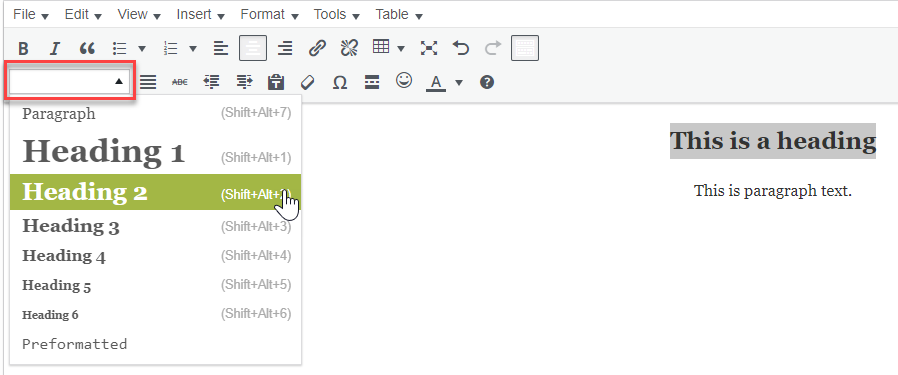 File Edit View Insert Format Tools Table
B I
ABC T Ω A ?
Paragraph (Shift+Alt+7)
Heading 1 (Shift+Alt+1)
Heading 2 (Shift+Alt+
Heading 3 (Shift+Alt+3)
Heading 4 (Shift+Alt+4)
Heading 5 (Shift+Alt+5)
Heading 6 (Shift+Alt+6)
Preformatted
This is a heading
This is paragraph text.